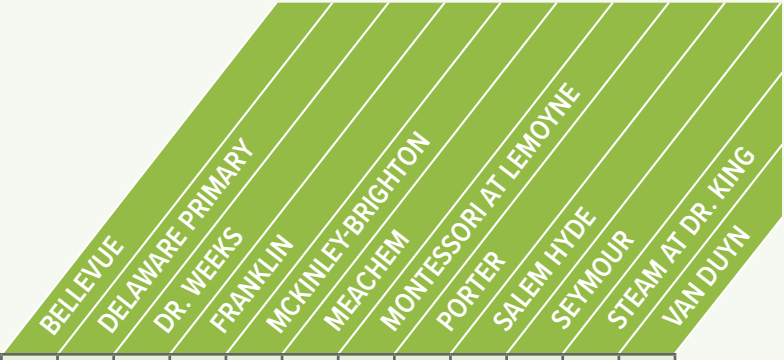 BELLEVUE
DELAWARE PRIMARY
DR. WEEKS
FRANKLIN
MCKINLEY-BRIGHTON
MEACHEM
MONTESSORI AT LEMOYNE
PORTER
SALEM HYDE
SEYMOUR
STEAM AT DR. KING
VAN DUYN